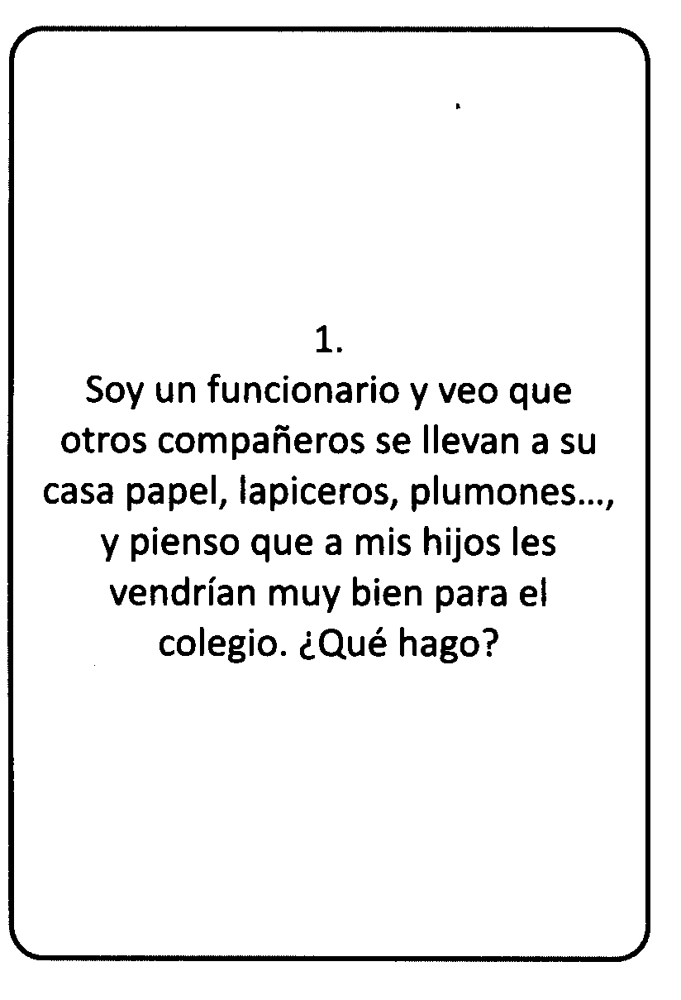 1.
Soy un funcionario y veo que
otros compañeros se llevan a su
casa papel, lapiceros, plumones...,
y pienso que a mis hijos les
vendrían muy bien para el
colegio. ¿Qué hago?